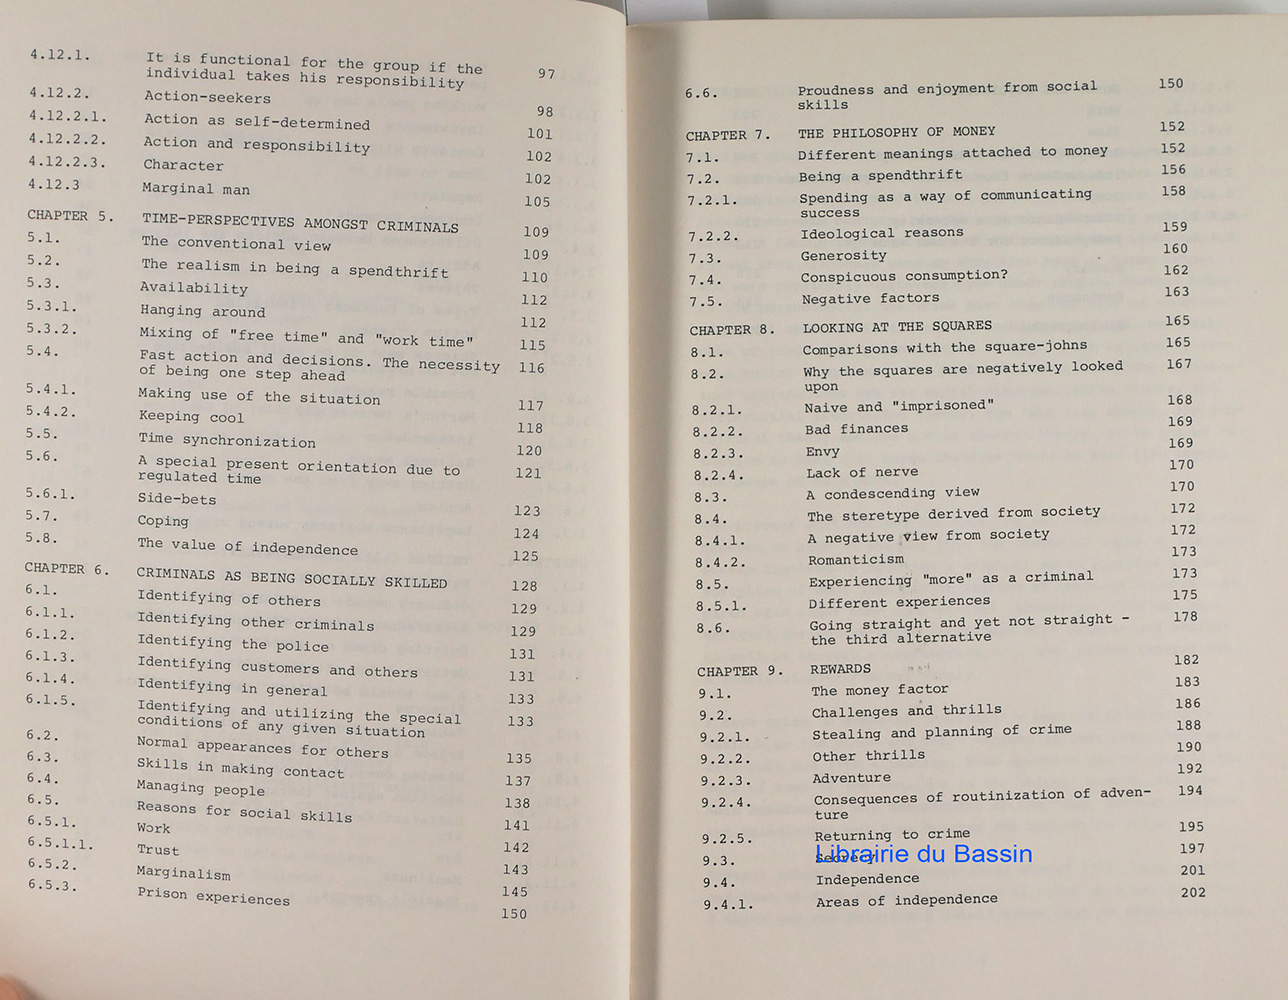 4.12.1. It is functional for the group if the
individual takes his responsibility 97
4.12.2. Action-seekers 98
4.12.2.1. Action as self-determined 101
4.12.2.2. Action and responsibility 102
4.12.2.3. Character 102
4.12.3 Marginal man 105
CHAPTER 5. TIME-PERSPECTIVES AMONGST CRIMINALS 109
5.1. The conventional view 109
5.2. The realism in being a spendthrift 110
5.3. Availability 112
5.3.1. Hanging around 112
5.3.2. Mixing of "free time" and "work time" 115
5.4. Fast action and decisions. The necessity
of being one step ahead 116
5.4.1. Making use of the situation 117
5.4.2. Keeping cool 118
5.5. Time synchronization 120
5.6. A special present orientation due to
regulated time 121
5.6.1. Side-bets 123
5.7. Coping 124
5.8. The value of independence 125
CHAPTER 6. CRIMINALS AS BEING SOCIALLY SKILLED 128
6.1. Identifying of others 129
6.1.1. Identifying other criminals 129
6.1.2. Identifying the police 131
6.1.3. Identifying customers and others 131
6.1.4. Identifying in general 133
6.1.5. Identifying and utilizing the special
conditions of any given situation 133
6.2. Normal appearances for others 135
6.3. Skills in making contact 137
6.4. Managing people 138
6.5. Reasons for social skills 141
6.5.1. Work 142
6.5.1.1. Trust 143
6.5.2. Marginalism 145
6.5.3. Prison experiences 150
6.6. Proudness and enjoyment from social 150
skills
CHAPTER 7. THE PHILOSOPHY OF MONEY 152
7.1. Different meanings attached to money 152
7.2. Being a spendthrift 156
7.2.1. Spending as a way of communicating 158
success
7.2.2. Ideological reasons 159
7.3. Generosity 160
7.4. Conspicuous consumption? 162
7.5. Negative factors 163
CHAPTER 8. LOOKING AT THE SQUARES 165
8.1. Comparisons with the square-johns 165
8.2. Why the squares are negatively looked 167
upon
8.2.1. Naive and "imprisoned" 168
8.2.2. Bad finances 169
8.2.3. Envy 169
8.2.4. Lack of nerve 170
8.3. A condescending view 170
8.4. The steretype derived from society 172
8.4.1. A negative view from society 172
8.4.2. Romanticism 173
8.5. Experiencing "more" as a criminal 173
8.5.1. Different experiences 175
8.6. Going straight and yet not straight - 178
the third alternative
CHAPTER 9. REWARDS 182
9.1. The money factor 183
9.2. Challenges and thrills 186
9.2.1. Stealing and planning of crime 188
9.2.2. Other thrills 190
9.2.3. Adventure 192
9.2.4. Consequences of routinization of adven- 194
ture
9.2.5. Returning to crime 195
9.3. Secrecy 197
Librairie du Bassin
9.4. Independence 201
9.4.1. Areas of independence 202